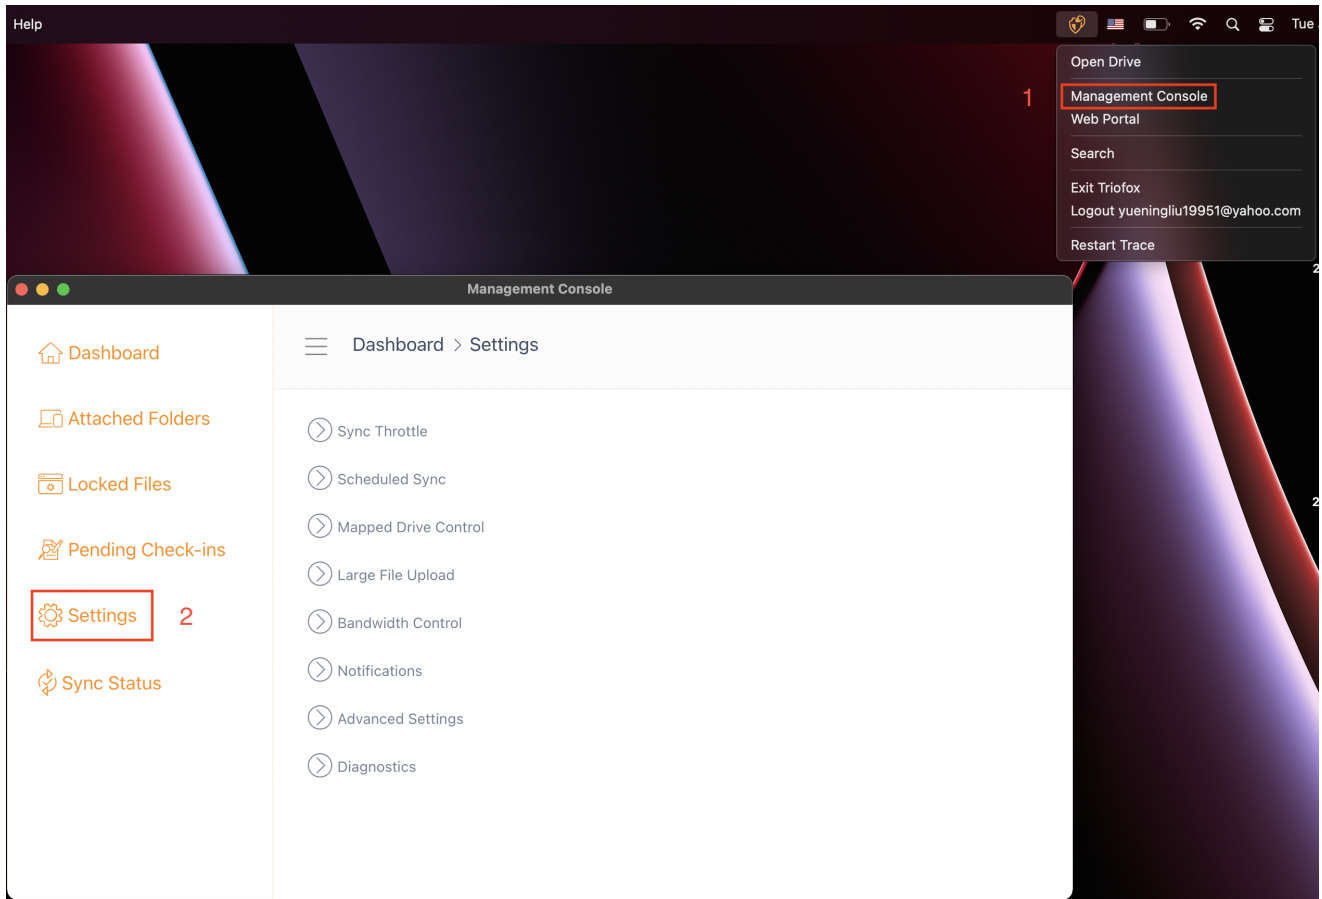 Help
Tue
Open Drive
1
Management Console
Web Portal
Search
Exit Triofox
Logout yueningliu19951@yahoo.com
Restart Trace
2
Management Console
Dashboard
Attached Folders
Locked Files
Pending Check-ins
Settings
2
Sync Status
Dashboard > Settings
Sync Throttle
Scheduled Sync
Mapped Drive Control
Large File Upload
Bandwidth Control
Notifications
Advanced Settings
Diagnostics
2